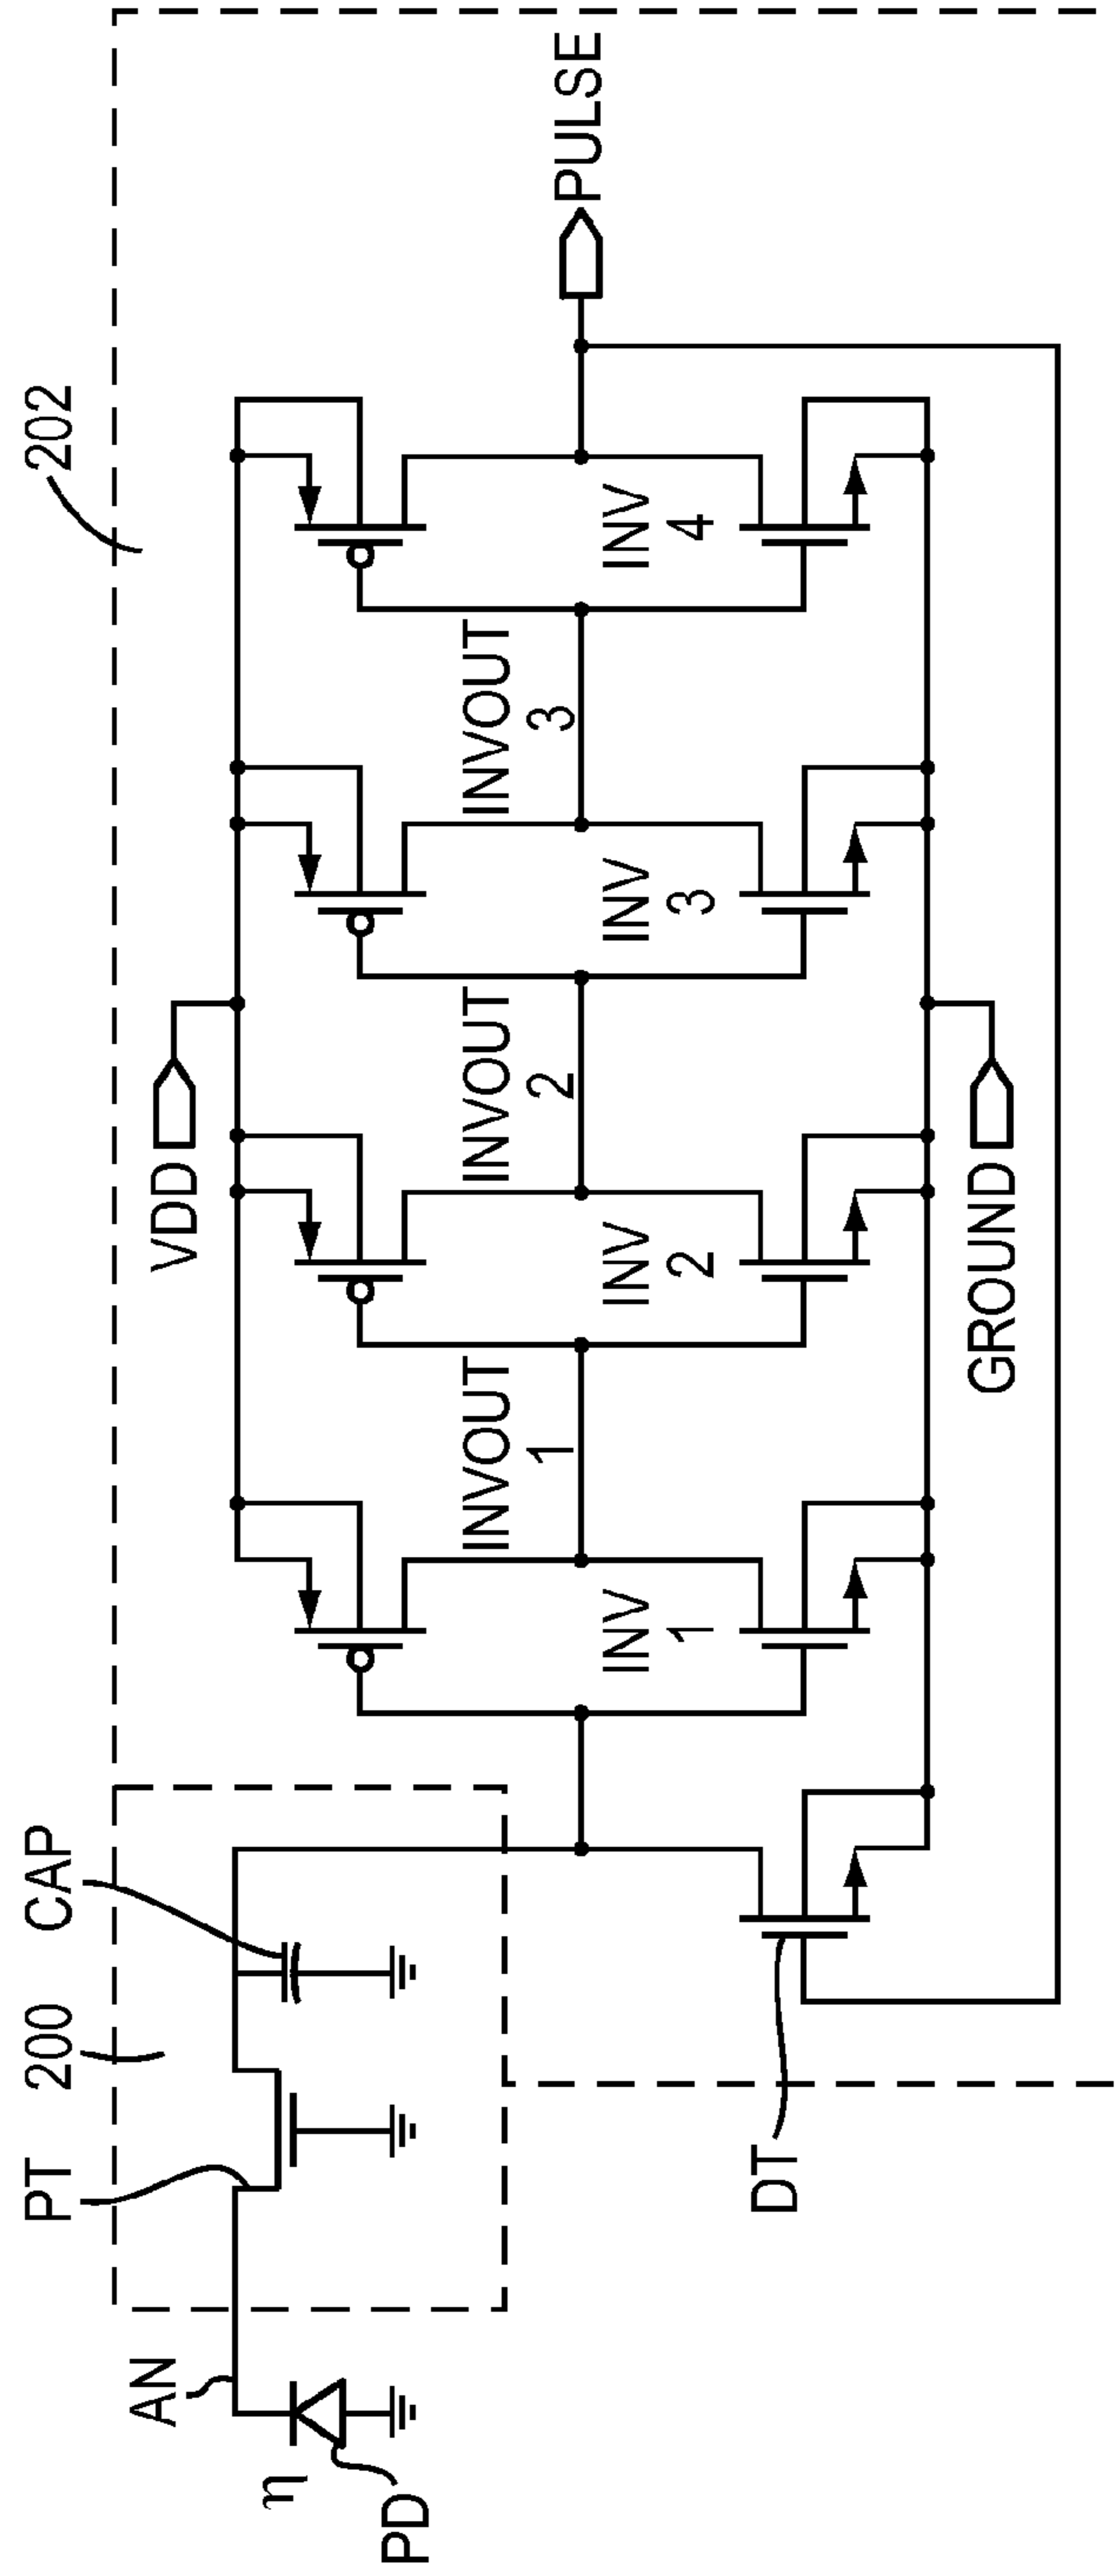 202
CAP
200
PT
AN
η
PD
DT
VDD
GROUND
PULSE
INVOUT
1
INVOUT
2
INVOUT
3
INV
1
INV
2
INV
3
INV
4